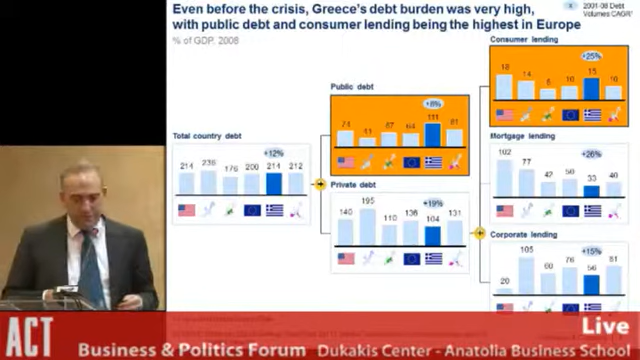 Even before the crisis, Greece's debt burden was very high,
with public debt and consumer lending being the highest in Europe
% of GDP, 2008
2001-08 Debt
Volumes CAGR
Total country debt
+12%
214 236 176 200 214 212
Public debt
+8%
74 41 67 64 111 81
Private debt
+19%
140 195 110 136 104 131
Consumer lending
+25%
18 14 10 15 10
Mortgage lending
+26%
102 77 42 50 33 40
Corporate lending
+15%
20 105 60 76 56 81
Live
ACT Business & Politics Forum Dukakis Center - Anatolia Business School